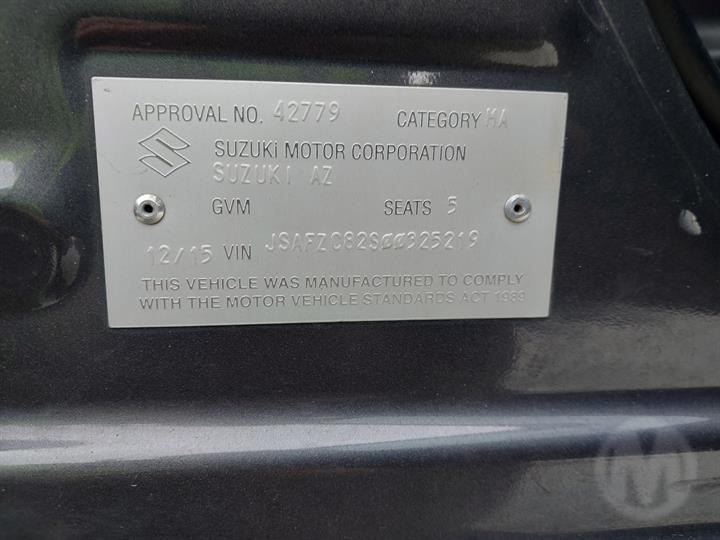 APPROVAL NO. 42779 CATEGORY MA
SUZUKI MOTOR CORPORATION
SUZUKI AZ
GVM SEATS 5
12/15 VIN JSAFZC82S00325219
THIS VEHICLE WAS MANUFACTURED TO COMPLY
WITH THE MOTOR VEHICLE STANDARDS ACT 1989
M